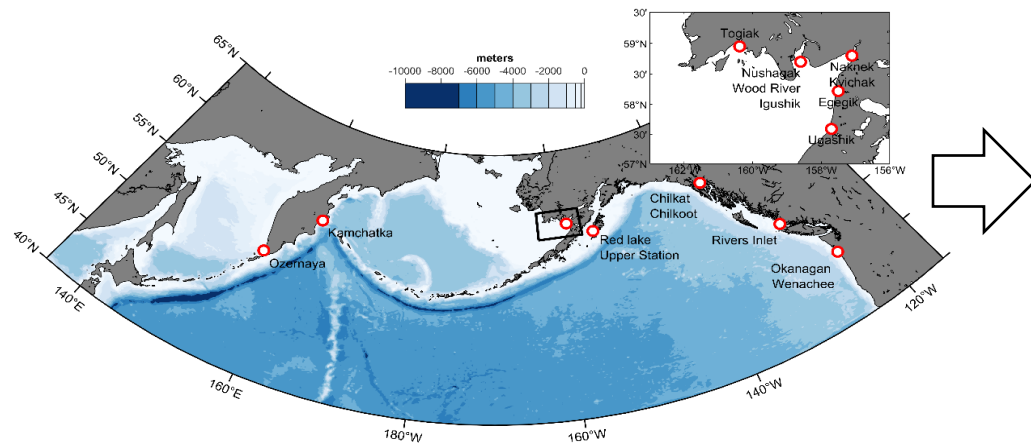 30'
59°N
30'
58°N
30'
57°N
162°W
160°W
158°W
156°W
Togiak
Nushagak
Wood River
Igushik
Naknek
Kvichak
Egegik
Ugashik
meters
-10000
-6000
-4000
-2000
0
65°N
60°N
55°N
50°N
45°N
40°N
140°E
160°E
180°W
160°W
140°W
120°W
Ozernaya
Kamchatka
Red lake
Upper Station
Chilkat
Chilkoot
Rivers Inlet
Okanagan
Wenachee